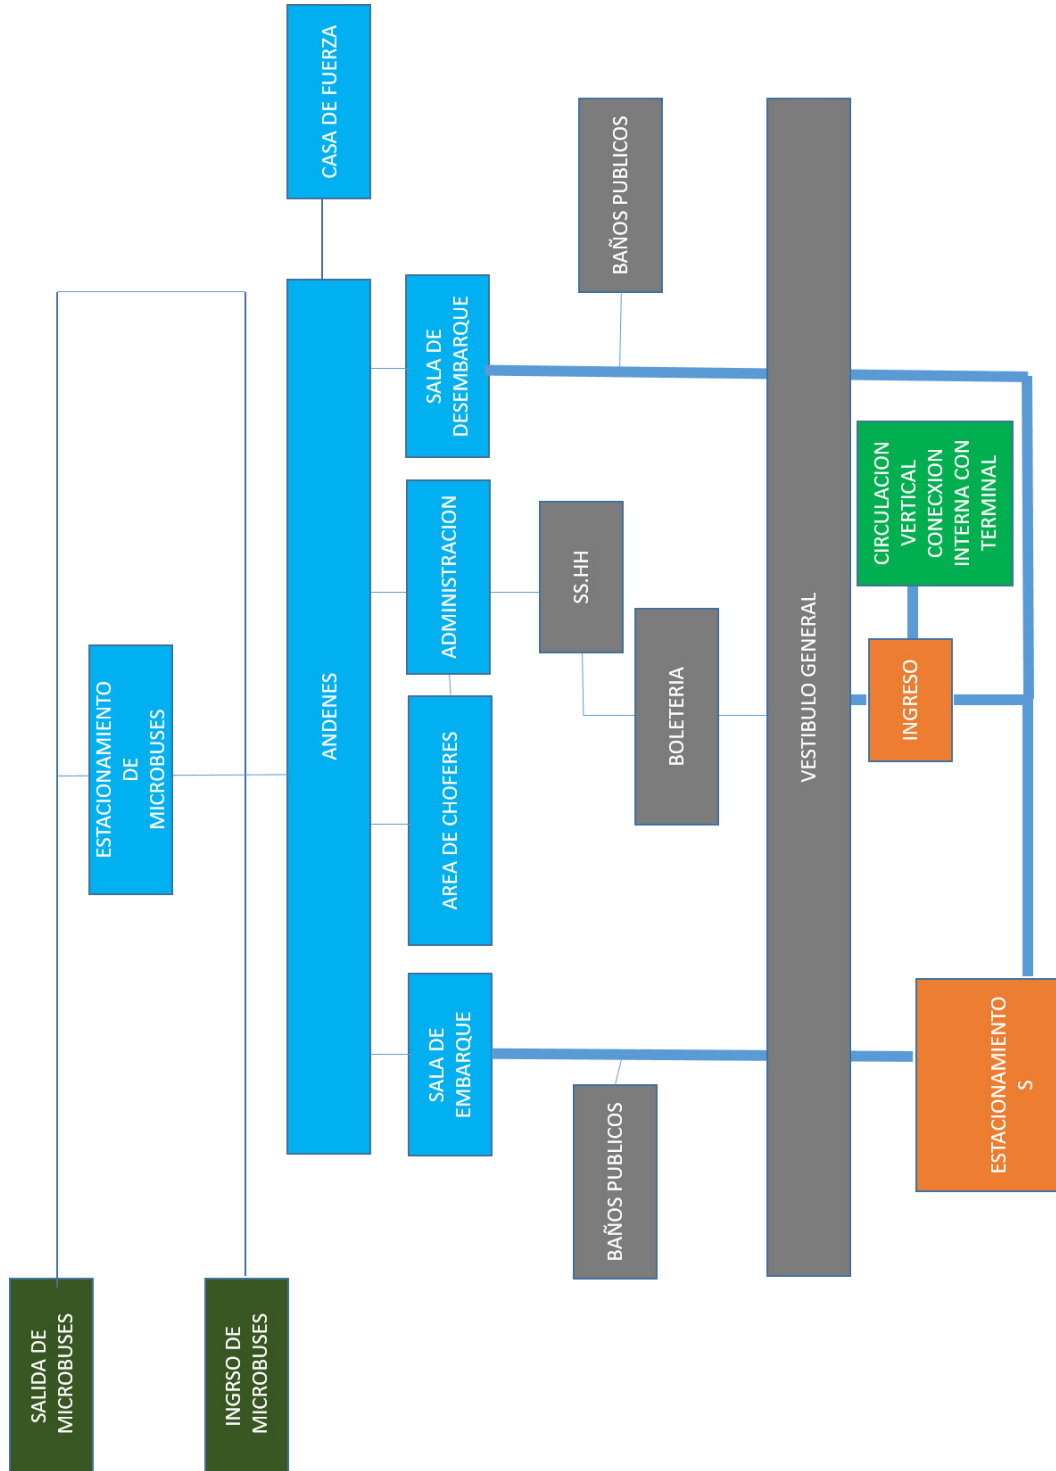 SALIDA DE
MICROBUSES
INGRSO DE
MICROBUSES
ESTACIONAMIENTO
DE
MICROBUSES
CASA DE FUERZA
ANDENES
SALA DE
EMBARQUE
AREA DE CHOFERES
ADMINISTRACION
SALA DE
DESEMBARQUE
BAÑOS PUBLICOS
SS.HH
BOLETERIA
BAÑOS PUBLICOS
VESTIBULO GENERAL
ESTACIONAMIENTO
S
INGRESO
CIRCULACION
VERTICAL
CONECXION
INTERNA CON
TERMINAL